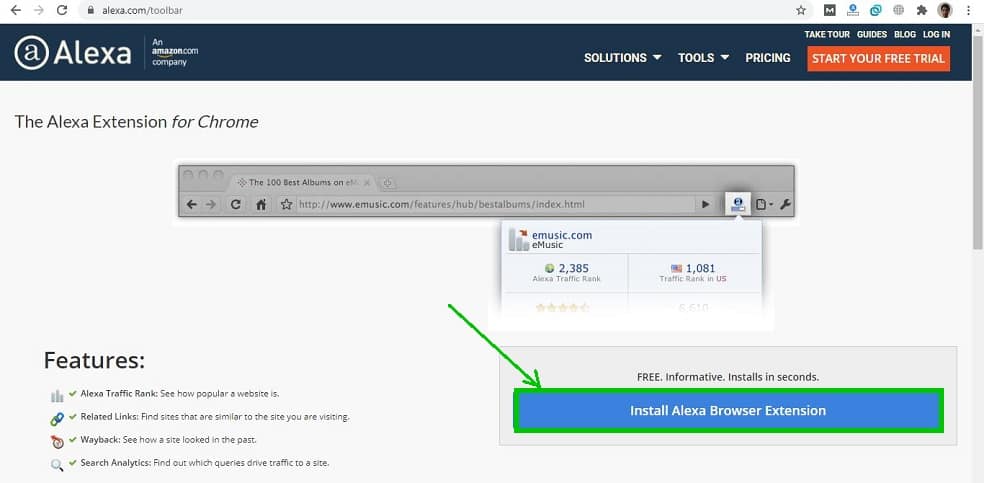 alexa.com/toolbar
TAKE TOUR GUIDES BLOG LOG IN
a Alexa An amazon.com company
SOLUTIONS TOOLS PRICING START YOUR FREE TRIAL
The Alexa Extension for Chrome
The 100 Best Albums on eM
http://www.emusic.com/features/hub/bestalbums/index.html
emusic.com
eMusic
2,385 1,081
Alexa Traffic Rank Traffic Rank in US
6,610
Features:
FREE. Informative. Installs in seconds.
Install Alexa Browser Extension
Alexa Traffic Rank: See how popular a website is.
Related Links: Find sites that are similar to the site you are visiting.
Wayback: See how a site looked in the past.
Search Analytics: Find out which queries drive traffic to a site.